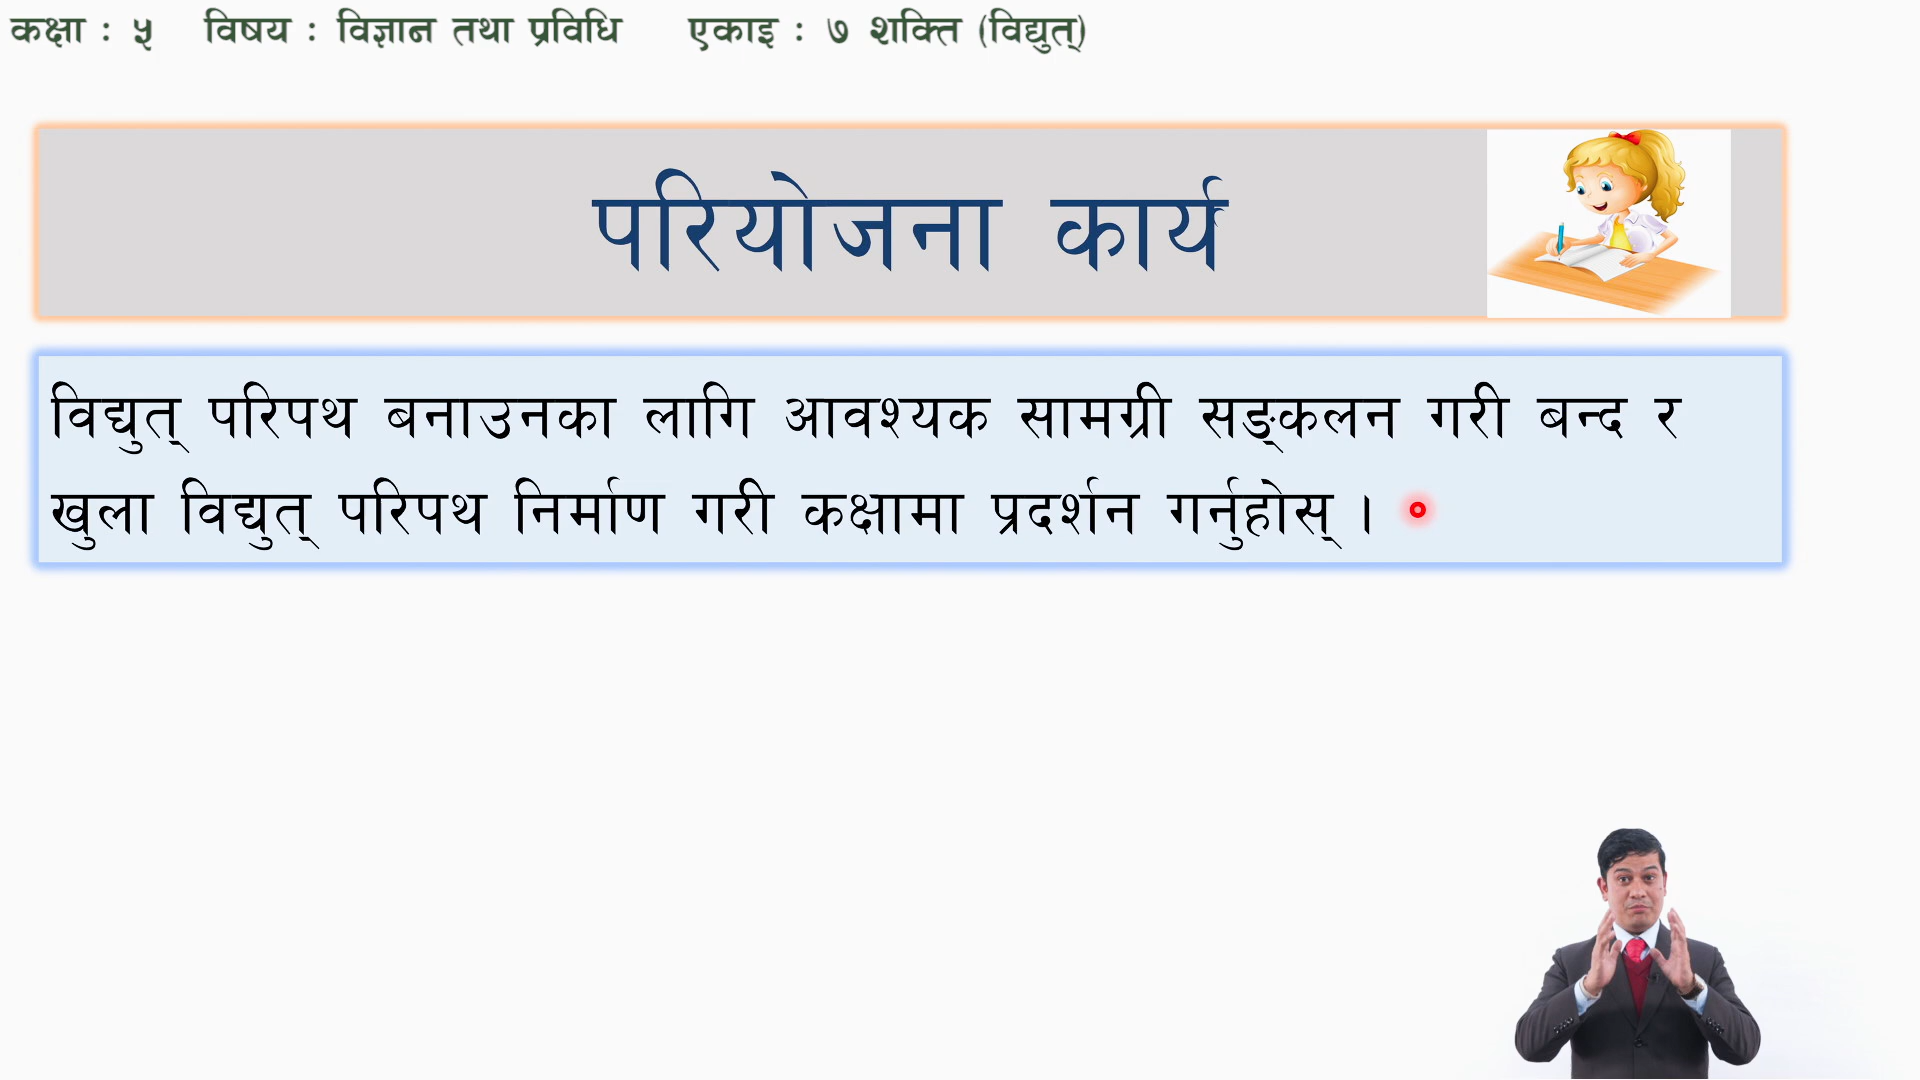 कक्षा : ५ विषय : विज्ञान तथा प्रविधि एकाइ : ७ शक्ति (विद्युत्)
परियोजना कार्य
विद्युत् परिपथ बनाउनका लागि आवश्यक सामग्री सङ्कलन गरी बन्द र
खुला विद्युत् परिपथ निर्माण गरी कक्षामा प्रदर्शन गर्नुहोस् ।